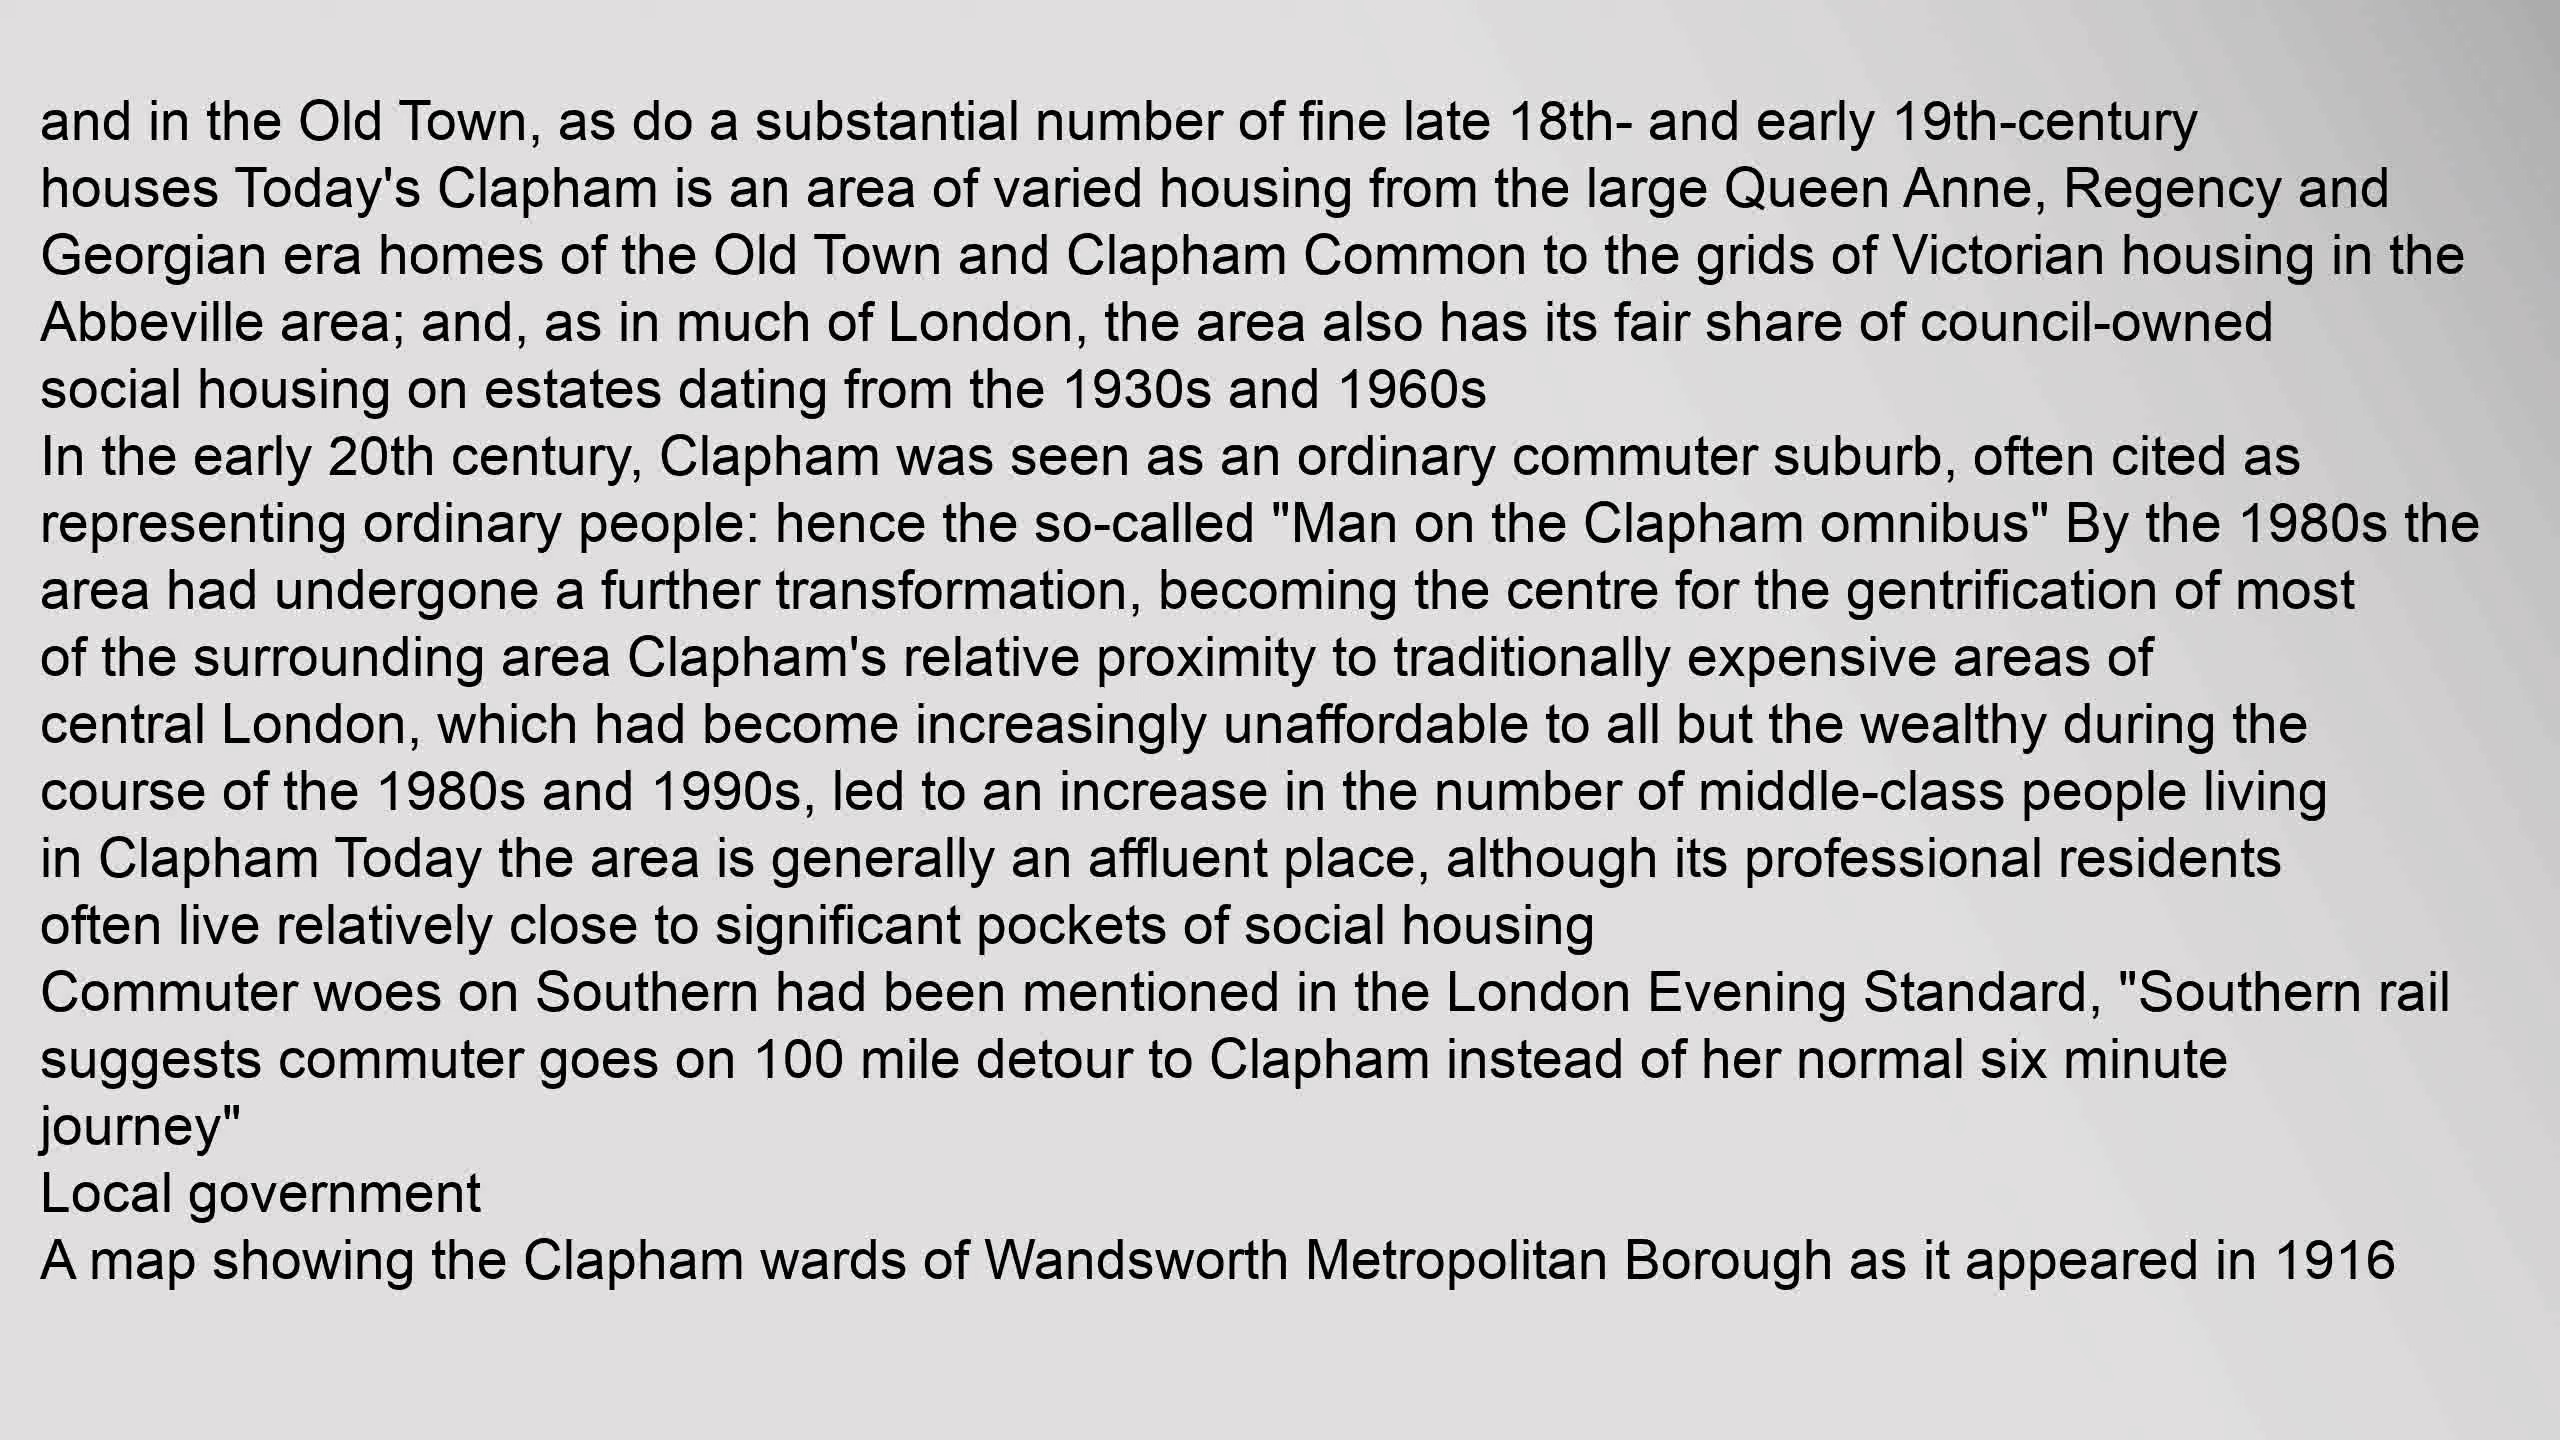 and in the Old Town, as do a substantial number of fine late 18th- and early 19th-century
houses Today's Clapham is an area of varied housing from the large Queen Anne, Regency and
Georgian era homes of the Old Town and Clapham Common to the grids of Victorian housing in the
Abbeville area; and, as in much of London, the area also has its fair share of council-owned
social housing on estates dating from the 1930s and 1960s
In the early 20th century, Clapham was seen as an ordinary commuter suburb, often cited as
representing ordinary people: hence the so-called "Man on the Clapham omnibus" By the 1980s the
area had undergone a further transformation, becoming the centre for the gentrification of most
of the surrounding area Clapham's relative proximity to traditionally expensive areas of
central London, which had become increasingly unaffordable to all but the wealthy during the
course of the 1980s and 1990s, led to an increase in the number of middle-class people living
in Clapham Today the area is generally an affluent place, although its professional residents
often live relatively close to significant pockets of social housing
Commuter woes on Southern had been mentioned in the London Evening Standard, "Southern rail
suggests commuter goes on 100 mile detour to Clapham instead of her normal six minute
journey"
Local government
A map showing the Clapham wards of Wandsworth Metropolitan Borough as it appeared in 1916